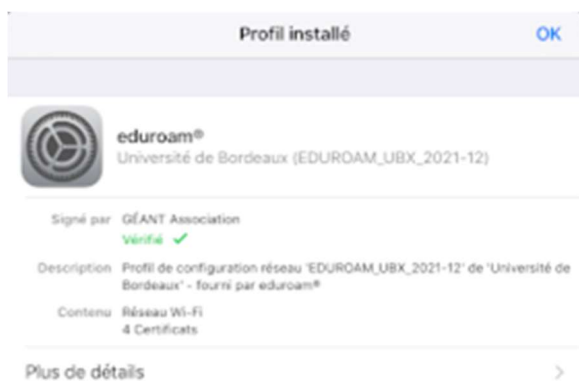 Profil installé
OK
eduroam®
Université de Bordeaux (EDUROAM_UBX_2021-12)
Signé par GÉANT Association
Vérifié ✓
Description Profil de configuration réseau 'EDUROAM_UBX_2021-12' de 'Université de
Bordeaux' - fourni par eduroam®
Contenu Réseau Wi-Fi
4 Certificats
Plus de détails